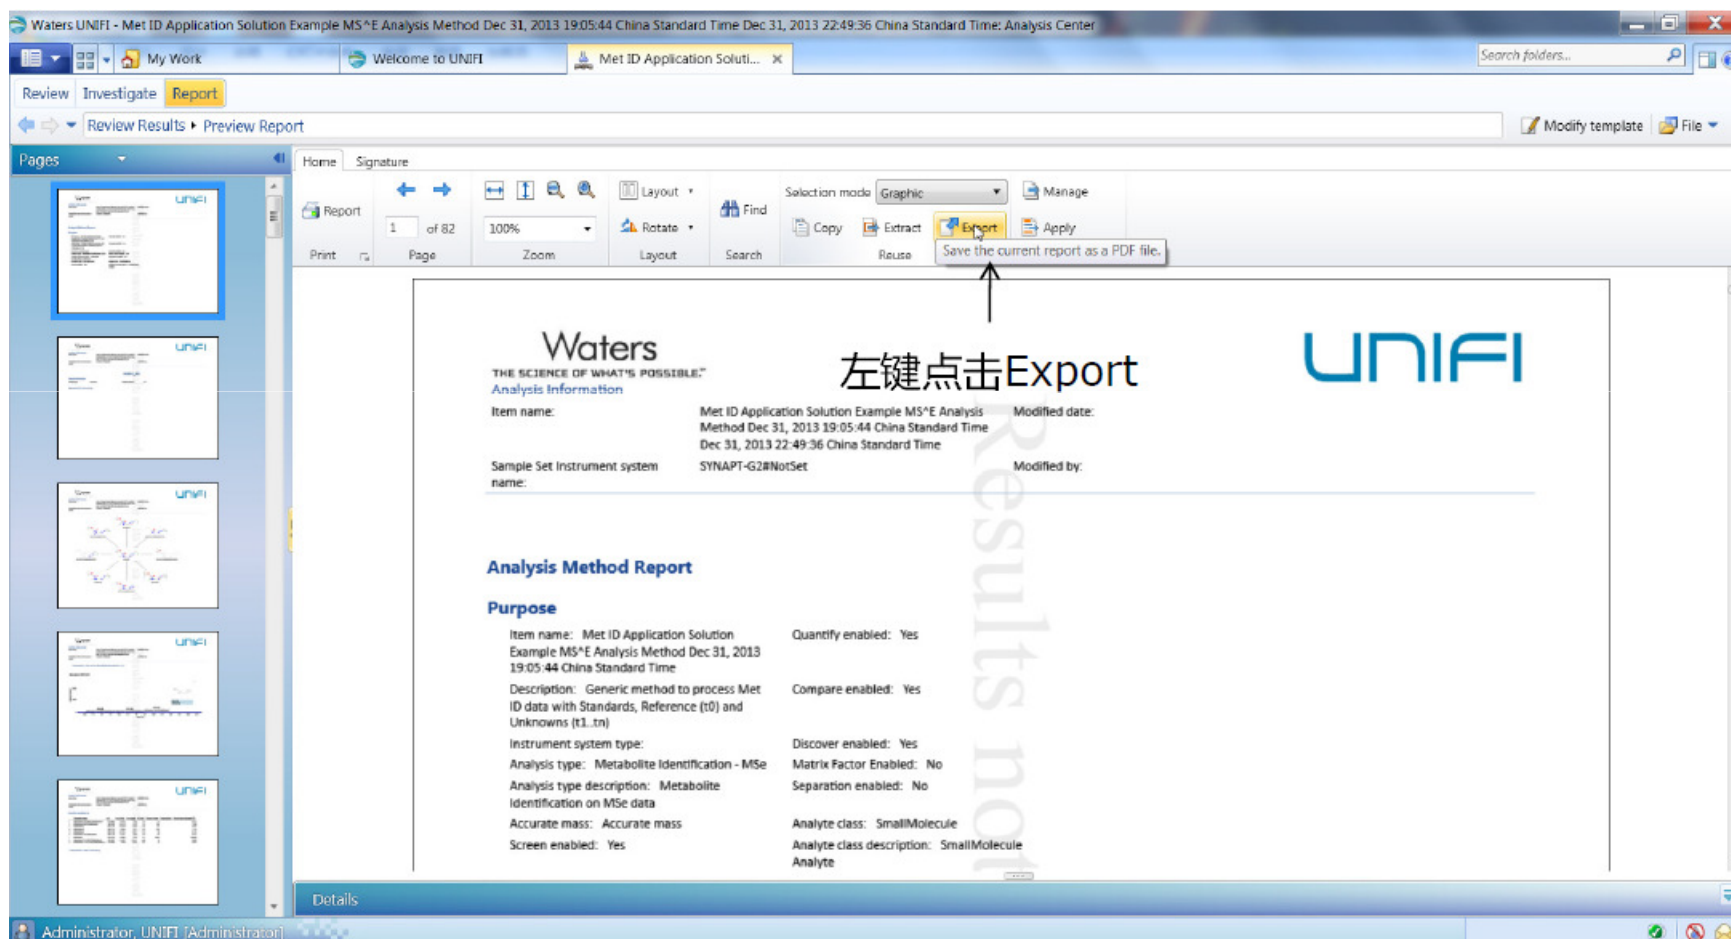 Waters UNIFI - Met ID Application Solution Example MS^E Analysis Method Dec 31, 2013 19:05:44 China Standard Time Dec 31, 2013 22:49:36 China Standard Time: Analysis Center
My Work
Welcome to UNIFI
Met ID Application Soluti...
Search folders...
Review Investigate Report
Review Results Preview Report
Modify template File
Pages
Home Signature
Report
Print
1 of 82
Page
100%
Zoom
Layout
Rotate
Layout
Find
Search
Selection mode Graphic
Copy Extract Export
Reuse
Manage
Apply
Save the current report as a PDF file.
左键点击Export
Waters
THE SCIENCE OF WHAT'S POSSIBLE.™
UNIFI
Analysis Information
Item name: Met ID Application Solution Example MS^E Analysis Modified date:
Method Dec 31, 2013 19:05:44 China Standard Time
Dec 31, 2013 22:49:36 China Standard Time
Sample Set Instrument system SYNAPT-G2#NotSet Modified by:
name:
Analysis Method Report
Purpose
Item name: Met ID Application Solution Quantify enabled: Yes
Example MS^E Analysis Method Dec 31, 2013
19:05:44 China Standard Time
Description: Generic method to process Met Compare enabled: Yes
ID data with Standards, Reference (t0) and
Unknowns (t1..tn)
Instrument system type: Discover enabled: Yes
Analysis type: Metabolite Identification - MSe Matrix Factor Enabled: No
Analysis type description: Metabolite Separation enabled: No
Identification on MSe data
Accurate mass: Accurate mass Analyte class: SmallMolecule
Screen enabled: Yes Analyte class description: SmallMolecule
Analyte
Results not
Details
Administrator, UNIFI [Administrator]